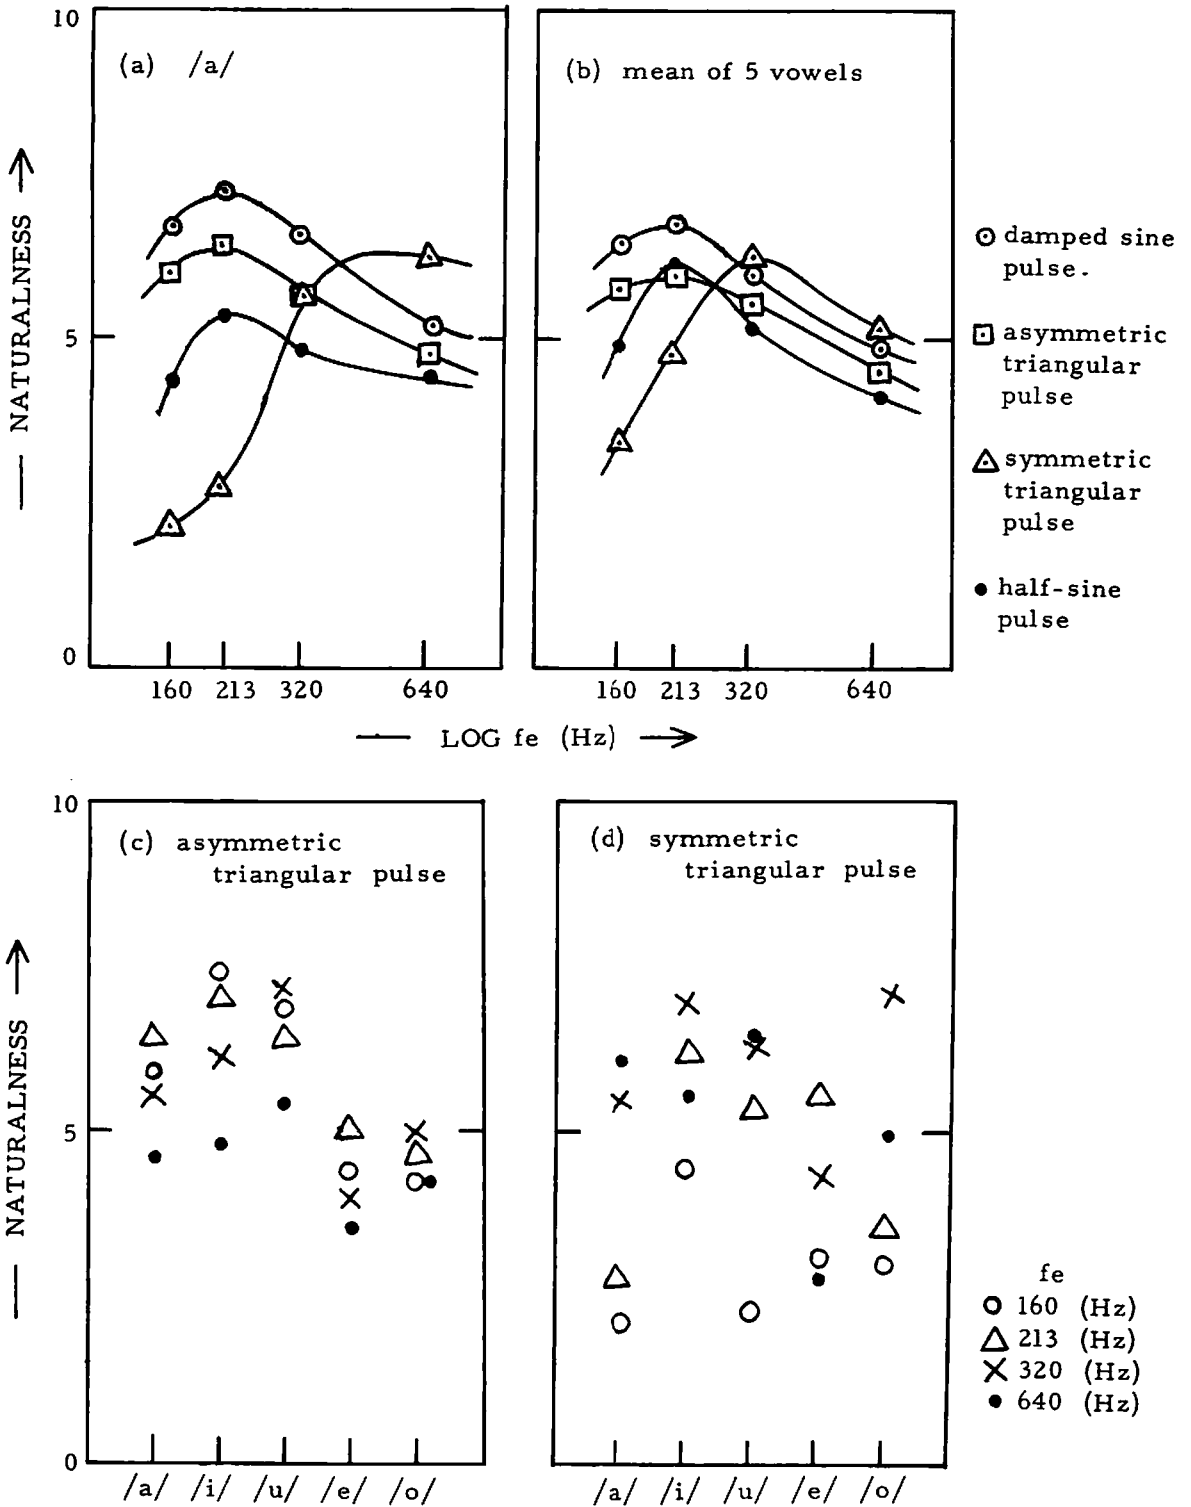 10
(a) /a/
(b) mean of 5 vowels
NATURALNESS
5
0
160 213 320 640
160 213 320 640
LOG fe (Hz)
damped sine
pulse.
asymmetric
triangular
pulse
symmetric
triangular
pulse
half-sine
pulse
10
(c) asymmetric
triangular pulse
(d) symmetric
triangular pulse
NATURALNESS
5
0
/a/ /i/ /u/ /e/ /o/
/a/ /i/ /u/ /e/ /o/
fe
160 (Hz)
213 (Hz)
320 (Hz)
640 (Hz)